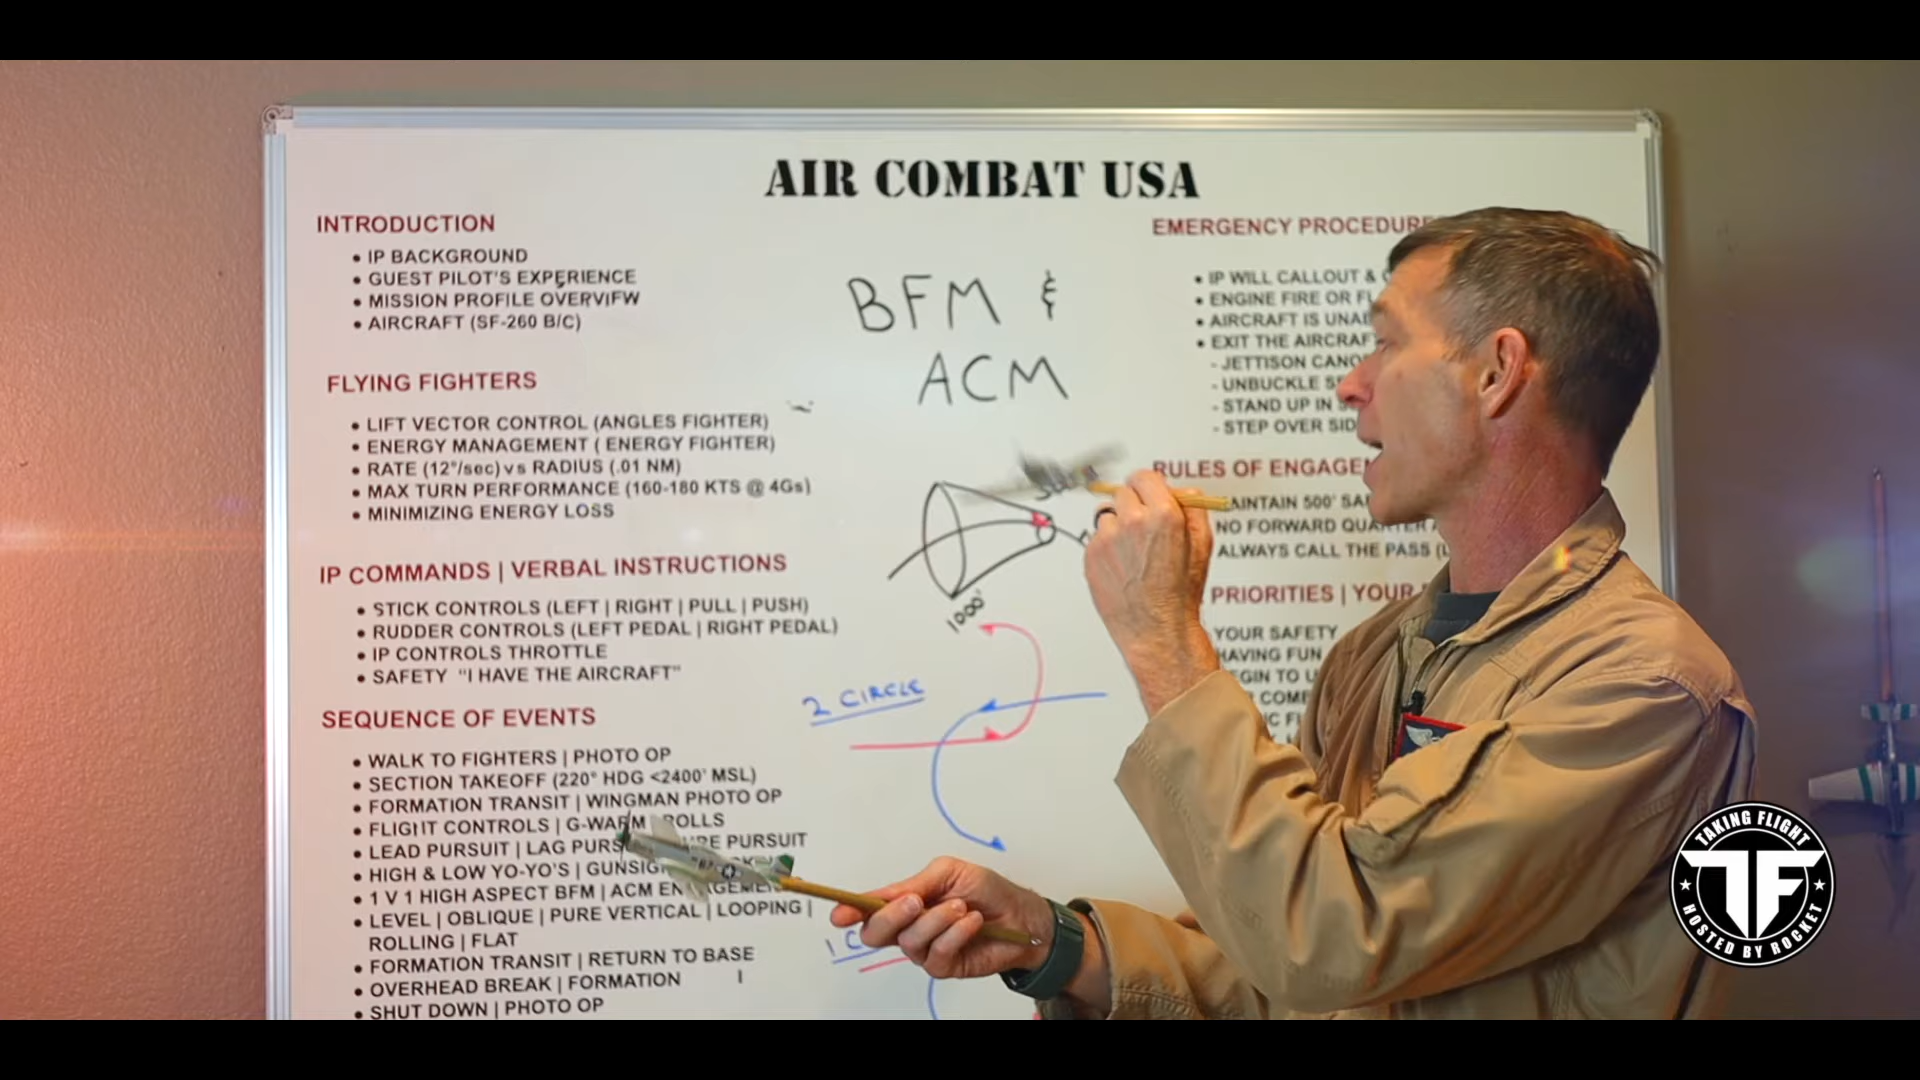 AIR COMBAT USA
INTRODUCTION
• IP BACKGROUND
• GUEST PILOT'S EXPERIENCE
• MISSION PROFILE OVERVIFW
• AIRCRAFT (SF-260 B/C)
FLYING FIGHTERS
• LIFT VECTOR CONTROL (ANGLES FIGHTER)
• ENERGY MANAGEMENT ( ENERGY FIGHTER)
• RATE (12°/sec) vs RADIUS (.01 NM)
• MAX TURN PERFORMANCE (160-180 KTS @ 4Gs)
• MINIMIZING ENERGY LOSS
IP COMMANDS | VERBAL INSTRUCTIONS
• STICK CONTROLS (LEFT | RIGHT | PULL | PUSH)
• RUDDER CONTROLS (LEFT PEDAL | RIGHT PEDAL)
• IP CONTROLS THROTTLE
• SAFETY "I HAVE THE AIRCRAFT"
SEQUENCE OF EVENTS
• WALK TO FIGHTERS | PHOTO OP
• SECTION TAKEOFF (220° HDG <2400' MSL)
• FORMATION TRANSIT | WINGMAN PHOTO OP
• FLIGHT CONTROLS | G-WARM ROLLS
• LEAD PURSUIT | LAG PURS PURSUIT
• HIGH & LOW YO-YO'S |
• 1 V 1 HIGH ASPECT BFM | ACM
• LEVEL | OBLIQUE | PURE VERTICAL | LOOPING |
ROLLING | FLAT
• FORMATION TRANSIT | RETURN TO BASE
• OVERHEAD BREAK | FORMATION
• SHUT DOWN | PHOTO OP
BFM &
ACM
1000'
2 CIRCLE
1 C
EMERGENCY PROCEDURE
• IP WILL CALLOUT &
• ENGINE FIRE OR
• AIRCRAFT IS
• EXIT THE
- JETTISON
- UNBUCKLE
- STAND UP IN
- STEP OVER
RULES OF
500'
NO FORWARD QUARTER
ALWAYS CALL THE PASS
PRIORITIES | YOUR
YOUR SAFETY
HAVING FUN
TAKING FLIGHT
TF
HOSTED BY ROCKET